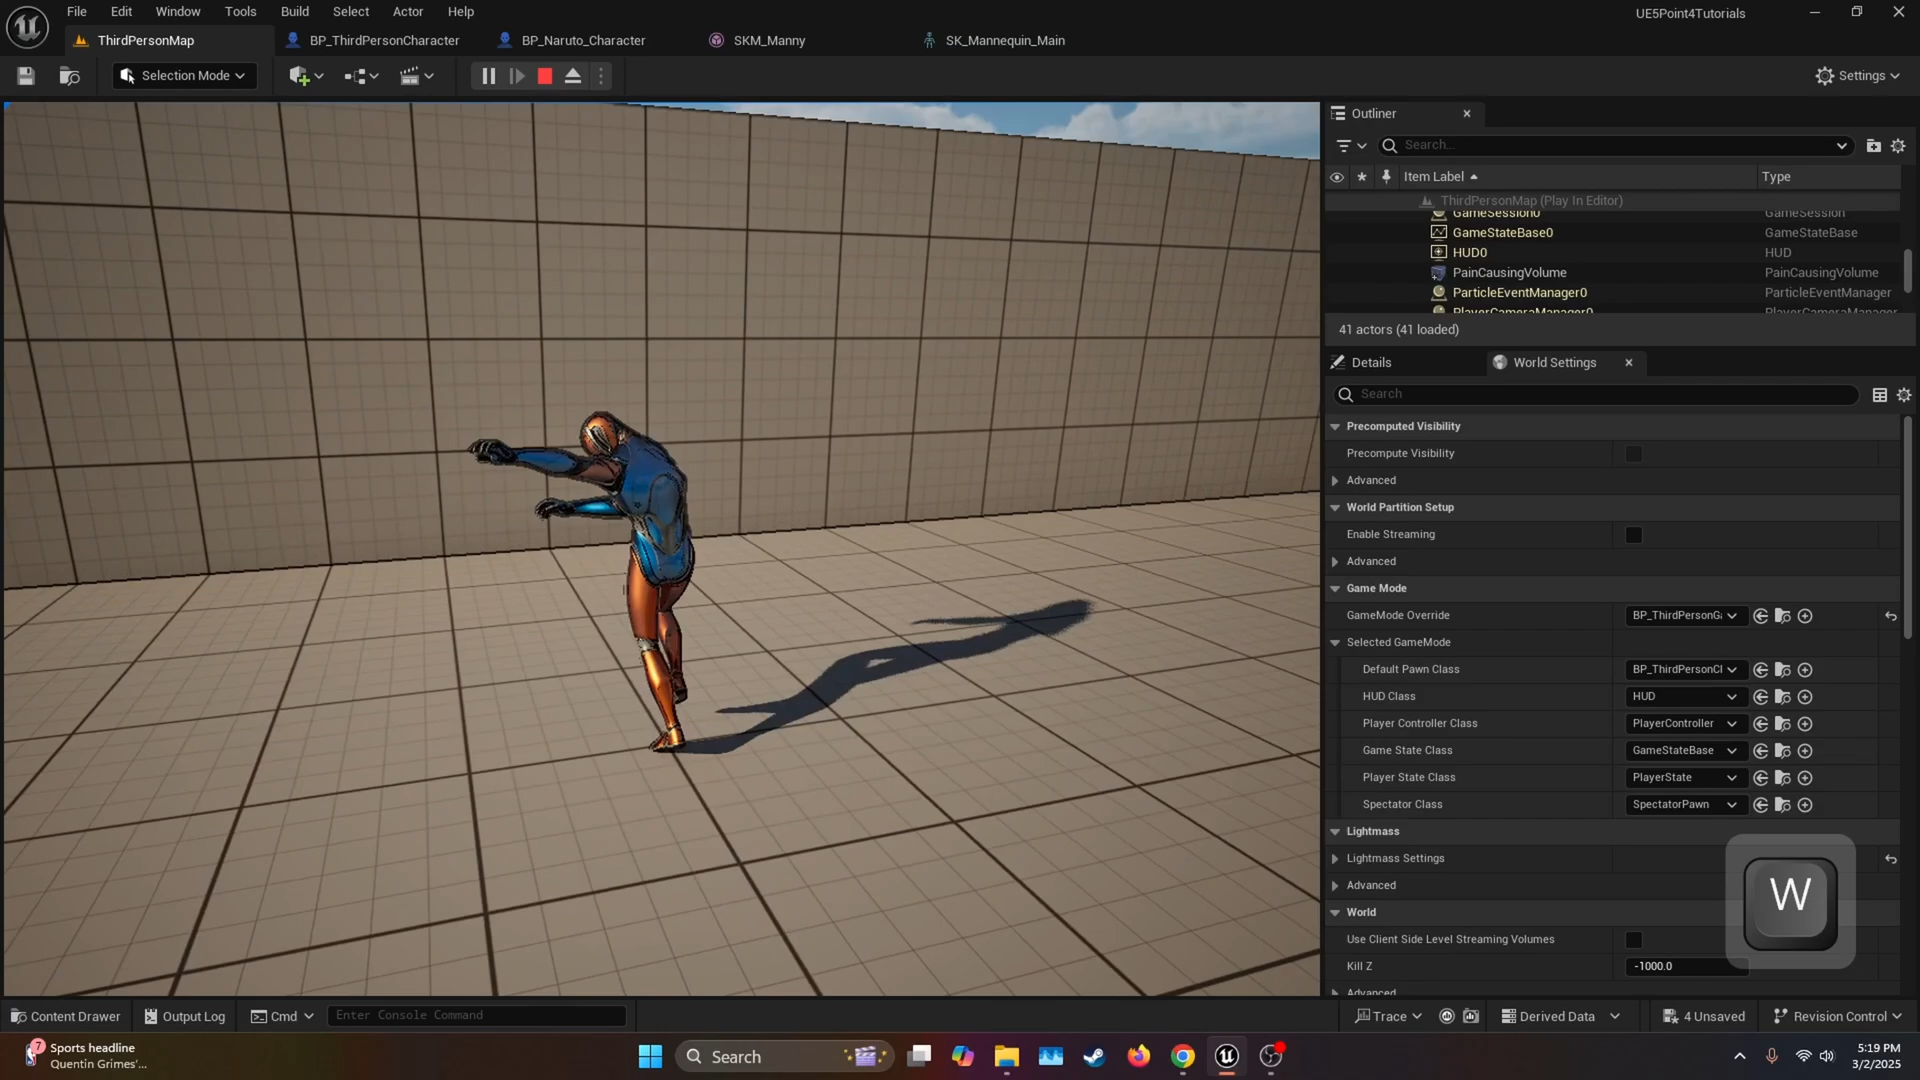 File Edit Window Tools Build Select Actor Help
UE5Point4Tutorials
ThirdPersonMap
BP_ThirdPersonCharacter
BP_Naruto_Character
SKM_Manny
SK_Mannequin_Main
Selection Mode
Settings
Outliner
Search...
Item Label
Type
ThirdPersonMap (Play In Editor)
GameSession0 GameSession
GameStateBase0 GameStateBase
HUD0 HUD
PainCausingVolume PainCausingVolume
ParticleEventManager0 ParticleEventManager
PlayerCameraManager0 PlayerCameraManager
41 actors (41 loaded)
Details
World Settings
Search
Precomputed Visibility
Precompute Visibility
Advanced
World Partition Setup
Enable Streaming
Advanced
Game Mode
GameMode Override BP_ThirdPersonGa
Selected GameMode
Default Pawn Class BP_ThirdPersonCl
HUD Class HUD
Player Controller Class PlayerController
Game State Class GameStateBase
Player State Class PlayerState
Spectator Class SpectatorPawn
Lightmass
Lightmass Settings
Advanced
World
Use Client Side Level Streaming Volumes
Kill Z -1000.0
Advanced
W
Content Drawer
Output Log
Cmd
Enter Console Command
Trace
Derived Data
4 Unsaved
Revision Control
7
Sports headline
Quentin Grimes'...
Search
5:19 PM
3/2/2025